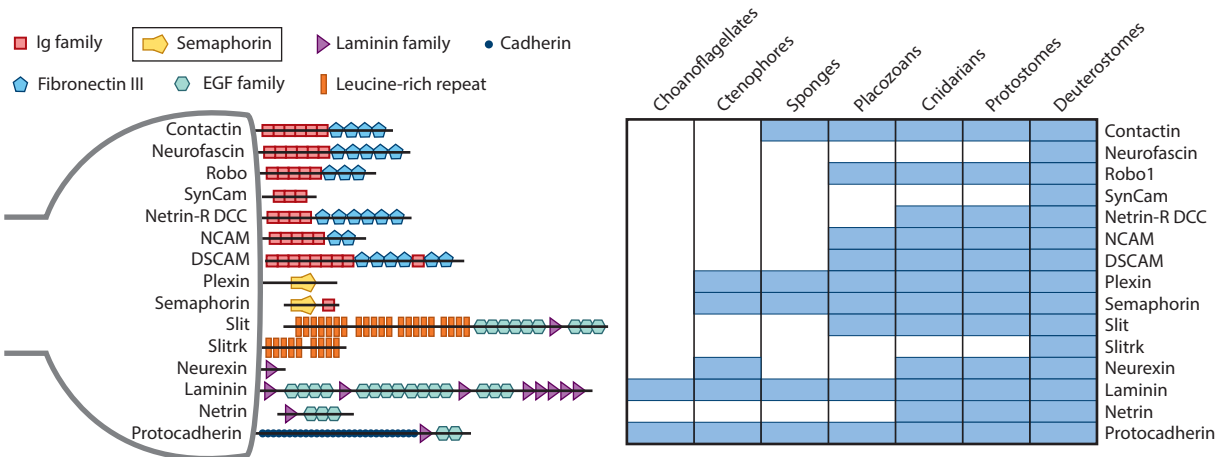 Ig family
Semaphorin
Laminin family
Cadherin
Fibronectin III
EGF family
Leucine-rich repeat
Contactin
Neurofascin
Robo
SynCam
Netrin-R DCC
NCAM
DSCAM
Plexin
Semaphorin
Slit
Slitrk
Neurexin
Laminin
Netrin
Protocadherin
Choanoflagellates
Ctenophores
Sponges
Placozoans
Cnidarians
Protostomes
Deuterostomes
Contactin
Neurofascin
Robo1
SynCam
Netrin-R DCC
NCAM
DSCAM
Plexin
Semaphorin
Slit
Slitrk
Neurexin
Laminin
Netrin
Protocadherin